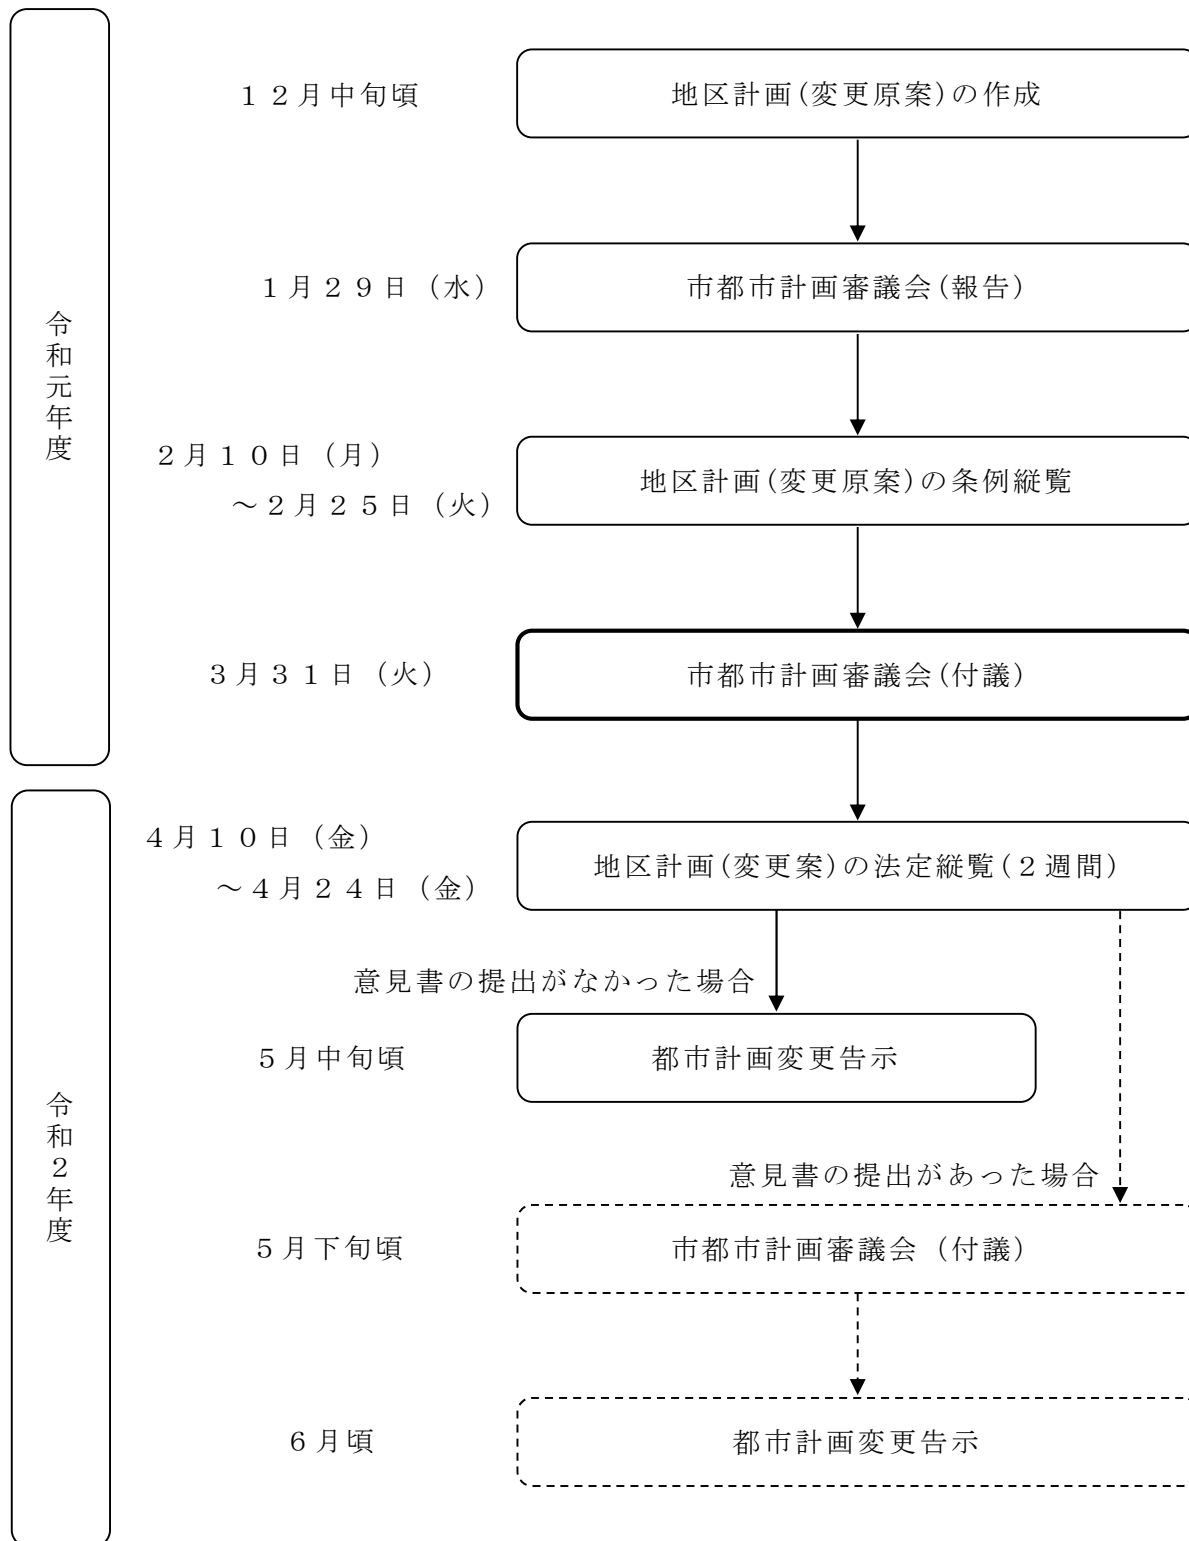 令和元年度
１２月中旬頃
地区計画(変更原案)の作成
１月２９日（水）
市都市計画審議会(報告)
２月１０日（月）
～２月２５日（火）
地区計画(変更原案)の条例縦覧
３月３１日（火）
市都市計画審議会(付議)
令和２年度
４月１０日（金）
～４月２４日（金）
地区計画(変更案)の法定縦覧(２週間)
意見書の提出がなかった場合
５月中旬頃
都市計画変更告示
意見書の提出があった場合
５月下旬頃
市都市計画審議会（付議）
６月頃
都市計画変更告示